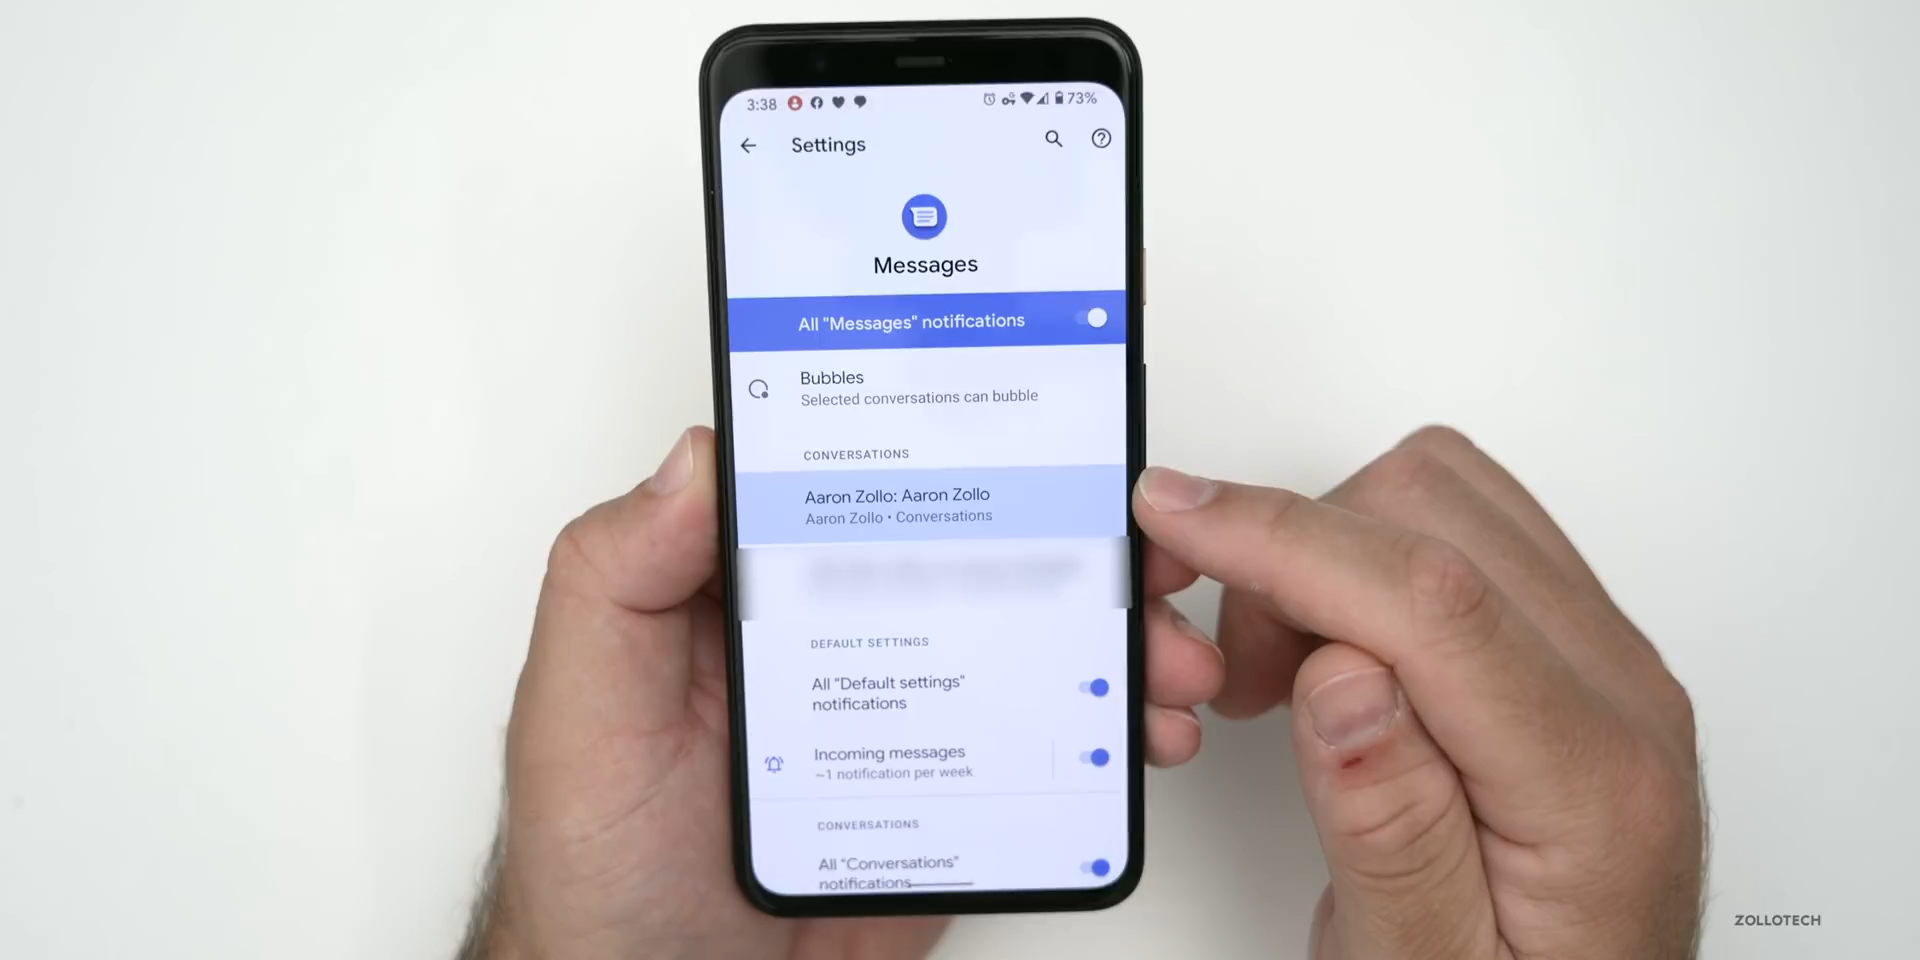 3:38
73%
Settings
Messages
All "Messages" notifications
Bubbles
Selected conversations can bubble
CONVERSATIONS
Aaron Zollo: Aaron Zollo
Aaron Zollo • Conversations
DEFAULT SETTINGS
All "Default settings"
notifications
Incoming messages
~1 notification per week
CONVERSATIONS
All "Conversations"
notifications
ZOLLOTECH